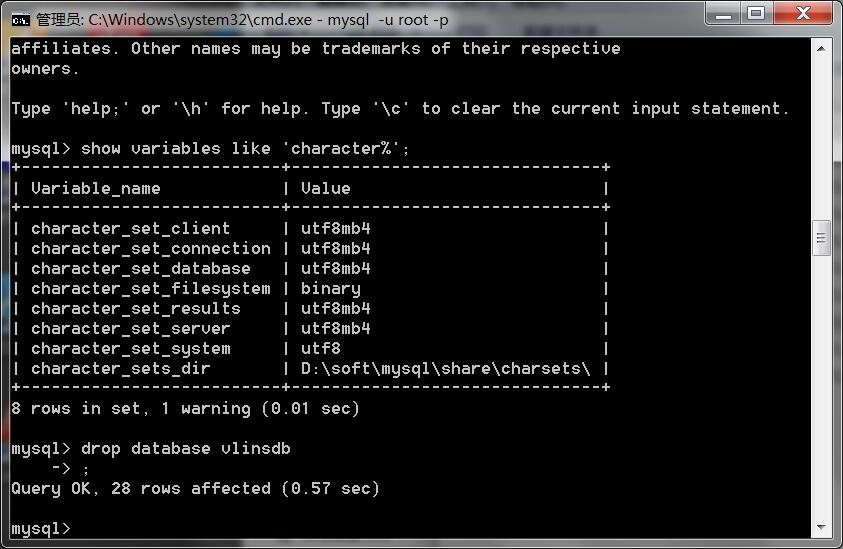 管理员: C:\Windows\system32\cmd.exe - mysql  -u root -p
affiliates. Other names may be trademarks of their respective
owners.
Type 'help;' or '\h' for help. Type '\c' to clear the current input statement.
mysql> show variables like 'character%';
+--------------------------+--------------------------------+
| Variable_name            | Value                          |
+--------------------------+--------------------------------+
| character_set_client     | utf8mb4                        |
| character_set_connection | utf8mb4                        |
| character_set_database   | utf8mb4                        |
| character_set_filesystem | binary                         |
| character_set_results    | utf8mb4                        |
| character_set_server     | utf8mb4                        |
| character_set_system     | utf8                           |
| character_sets_dir       | D:\soft\mysql\share\charsets\ |
+--------------------------+--------------------------------+
8 rows in set, 1 warning (0.01 sec)
mysql> drop database vlinsdb
    -> ;
Query OK, 28 rows affected (0.57 sec)
mysql>